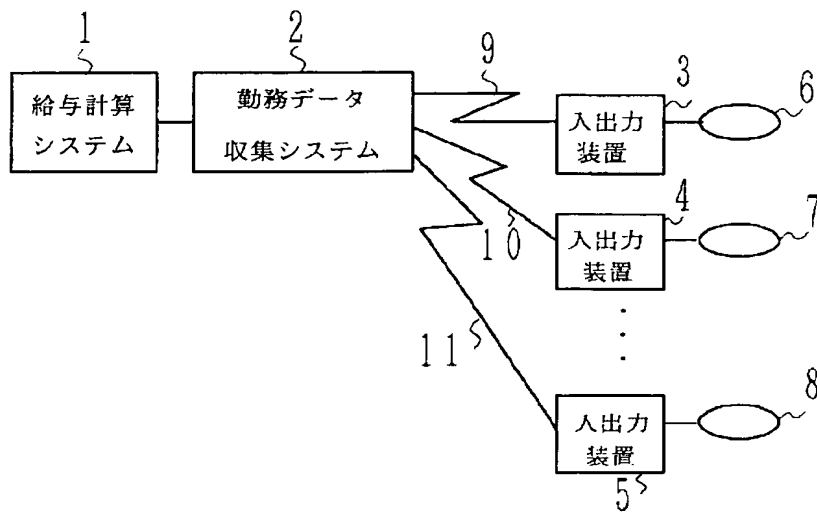 1
給与計算
システム
2
勤務データ
収集システム
9
10
11
3
入出力
装置
6
4
入出力
装置
7
入出力
装置
5
8